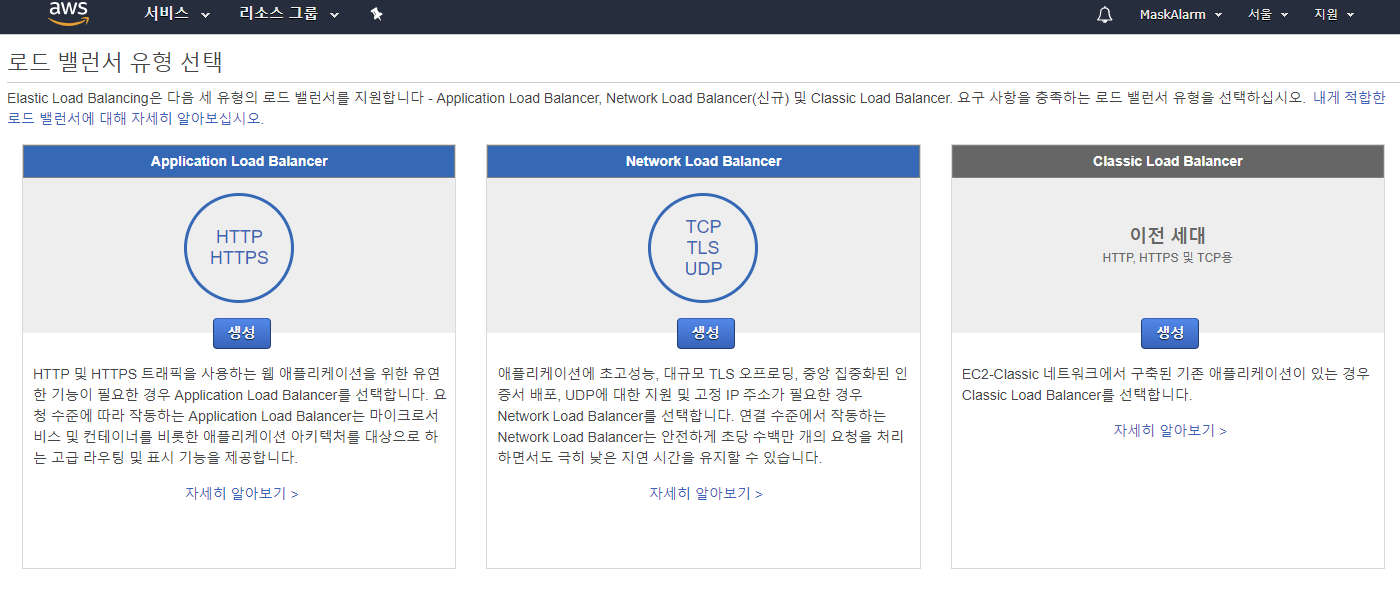 aws 서비스 리소스 그룹 MaskAlarm 서울 지원
로드 밸런서 유형 선택
Elastic Load Balancing은 다음 세 유형의 로드 밸런서를 지원합니다 - Application Load Balancer, Network Load Balancer(신규) 및 Classic Load Balancer. 요구 사항을 충족하는 로드 밸런서 유형을 선택하십시오. 내게 적합한
로드 밸런서에 대해 자세히 알아보십시오.
Application Load Balancer
HTTP
HTTPS
생성
HTTP 및 HTTPS 트래픽을 사용하는 웹 애플리케이션을 위한 유연
한 기능이 필요한 경우 Application Load Balancer를 선택합니다. 요
청 수준에 따라 작동하는 Application Load Balancer는 마이크로서
비스 및 컨테이너를 비롯한 애플리케이션 아키텍처를 대상으로 하
는 고급 라우팅 및 표시 기능을 제공합니다.
자세히 알아보기 >
Network Load Balancer
TCP
TLS
UDP
생성
애플리케이션에 초고성능, 대규모 TLS 오프로딩, 중앙 집중화된 인
증서 배포, UDP에 대한 지원 및 고정 IP 주소가 필요한 경우
Network Load Balancer를 선택합니다. 연결 수준에서 작동하는
Network Load Balancer는 안전하게 초당 수백만 개의 요청을 처리
하면서도 극히 낮은 지연 시간을 유지할 수 있습니다.
자세히 알아보기 >
Classic Load Balancer
이전 세대
HTTP, HTTPS 및 TCP용
생성
EC2-Classic 네트워크에서 구축된 기존 애플리케이션이 있는 경우
Classic Load Balancer를 선택합니다.
자세히 알아보기 >